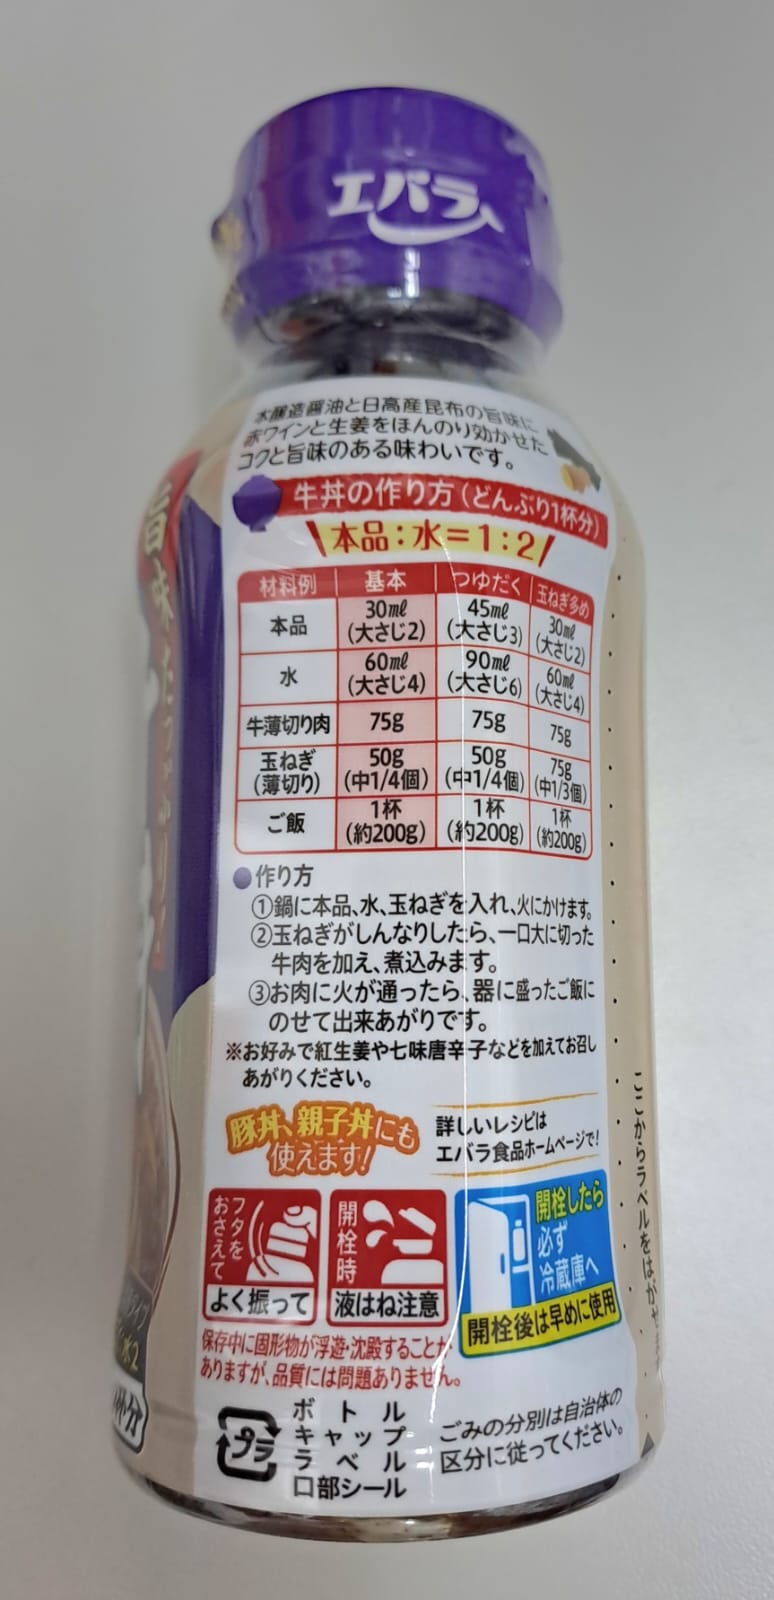 エバラ
本醸造醤油と日高産昆布の旨味に
赤ワインと生姜をほんのり効かせた
コクと旨味のある味わいです。
牛丼の作り方(どんぶり1杯分)
本品:水=1:2
材料例 基本 つゆだく 玉ねぎ多め
本品 30㎖(大さじ2) 45㎖(大さじ3) 30㎖(大さじ2)
水 60㎖(大さじ4) 90㎖(大さじ6) 60㎖(大さじ4)
牛薄切り肉 75g 75g 75g
玉ねぎ(薄切り) 50g(中1/4個) 50g(中1/4個) 75g(中1/3個)
ご飯 1杯(約200g) 1杯(約200g) 1杯(約200g)
●作り方
①鍋に本品、水、玉ねぎを入れ、火にかけます。
②玉ねぎがしんなりしたら、一口大に切った
牛肉を加え、煮込みます。
③お肉に火が通ったら、器に盛ったご飯に
のせて出来あがりです。
※お好みで紅生姜や七味唐辛子などを加えてお召し
あがりください。
豚丼、親子丼にも
使えます!
詳しいレシピは
エバラ食品ホームページで!
フタを
おさえて
よく振って
開栓時
液はね注意
開栓したら
必ず
冷蔵庫へ
開栓後は早めに使用
保存中に固形物が浮遊・沈殿することが
ありますが、品質には問題ありません。
プラ
ボトル
キャップ
ラベル
口部シール
ごみの分別は自治体の
区分に従ってください。
ここからラベルをはがせます
旨味たっぷり!